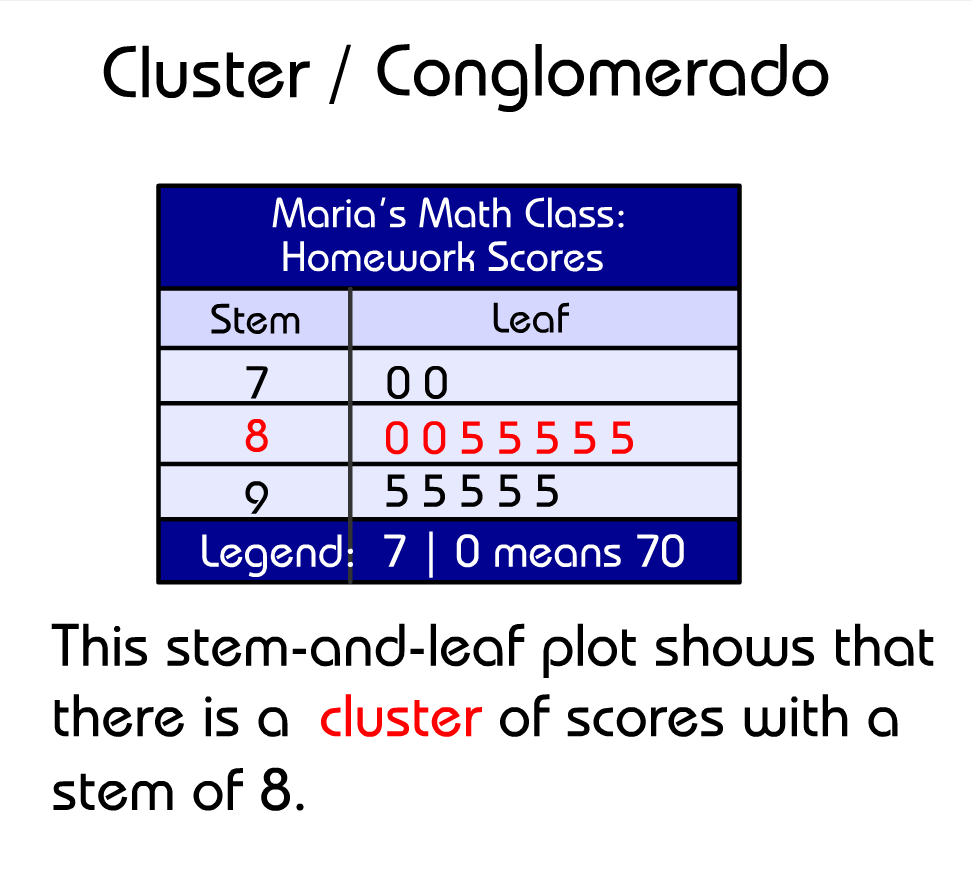 Cluster / Conglomerado
Maria's Math Class:
Homework Scores
Stem Leaf
7 0 0
8 0 0 5 5 5 5 5
9 5 5 5 5 5
Legend: 7 | 0 means 70
This stem-and-leaf plot shows that
there is a cluster of scores with a
stem of 8.